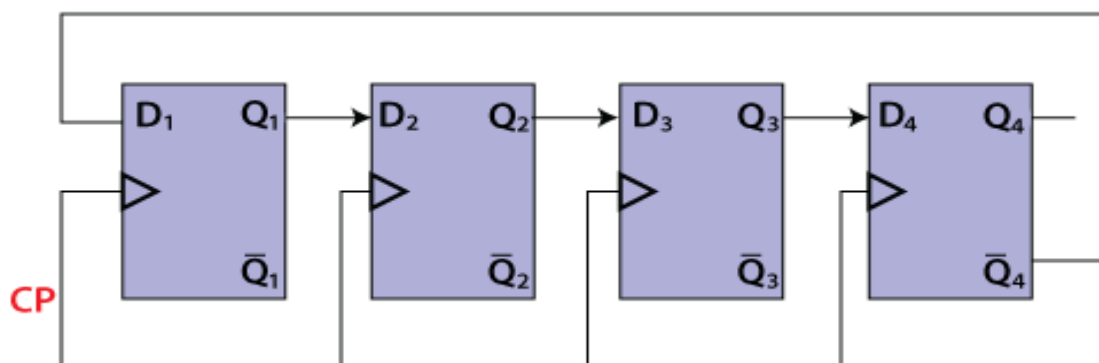 D₁ Q₁ D₂ Q₂ D₃ Q₃ D₄ Q₄
Q̅₁ Q̅₂ Q̅₃ Q̅₄
CP